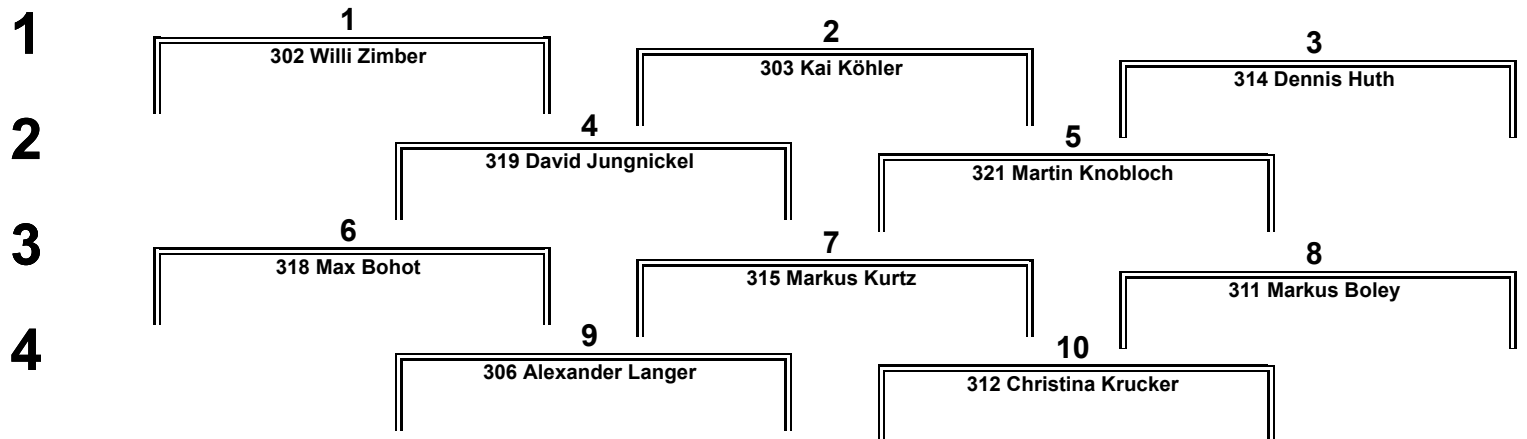 1
1
2
3
302 Willi Zimber
303 Kai Köhler
314 Dennis Huth
2
4
5
319 David Jungnickel
321 Martin Knobloch
3
6
7
8
318 Max Bohot
315 Markus Kurtz
311 Markus Boley
4
9
10
306 Alexander Langer
312 Christina Krucker